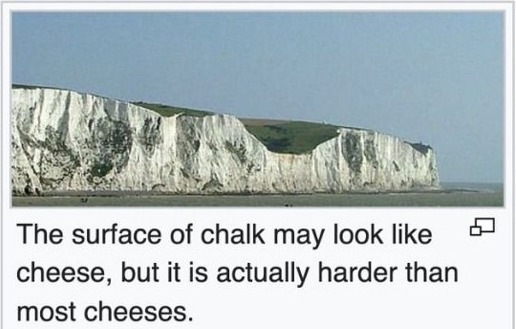 The surface of chalk may look like
cheese, but it is actually harder than
most cheeses.